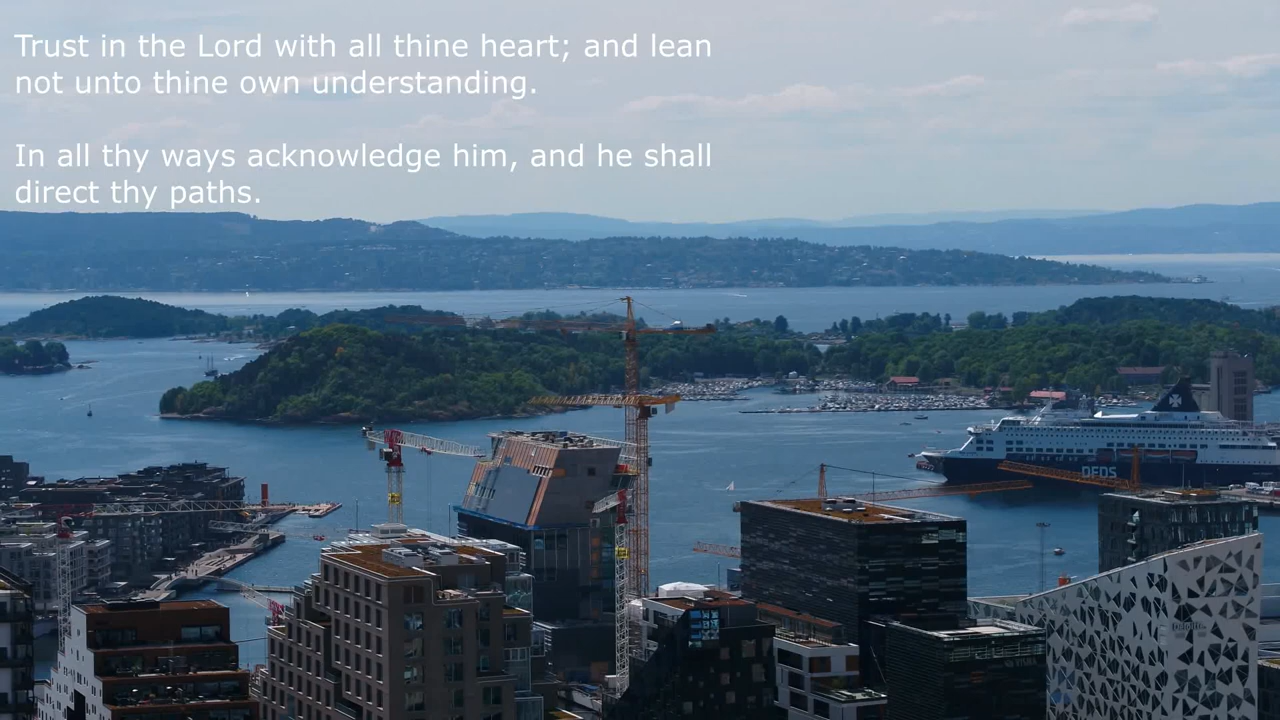 Trust in the Lord with all thine heart; and lean
not unto thine own understanding.
In all thy ways acknowledge him, and he shall
direct thy paths.
DFDS
Deloitte